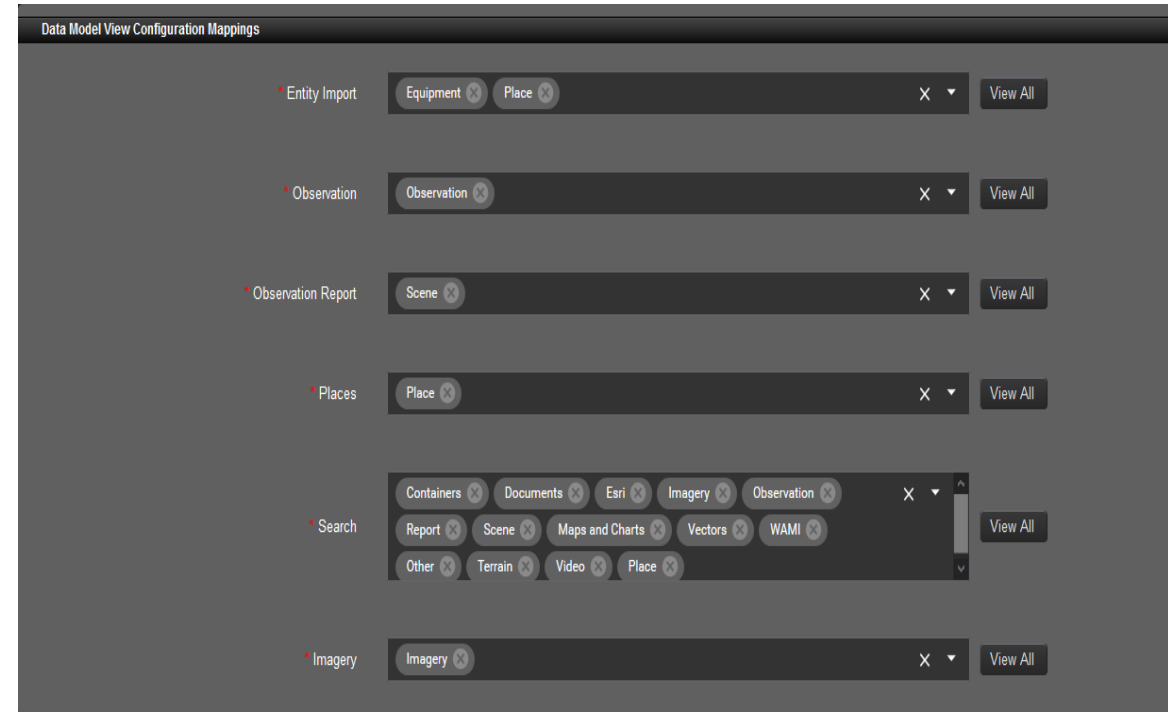 Data Model View Configuration Mappings
* Entity Import Equipment Place View All
* Observation Observation View All
* Observation Report Scene View All
* Places Place View All
Containers Documents Esri Imagery Observation
* Search Report Scene Maps and Charts Vectors WAMI View All
Other Terrain Video Place
* Imagery Imagery View All